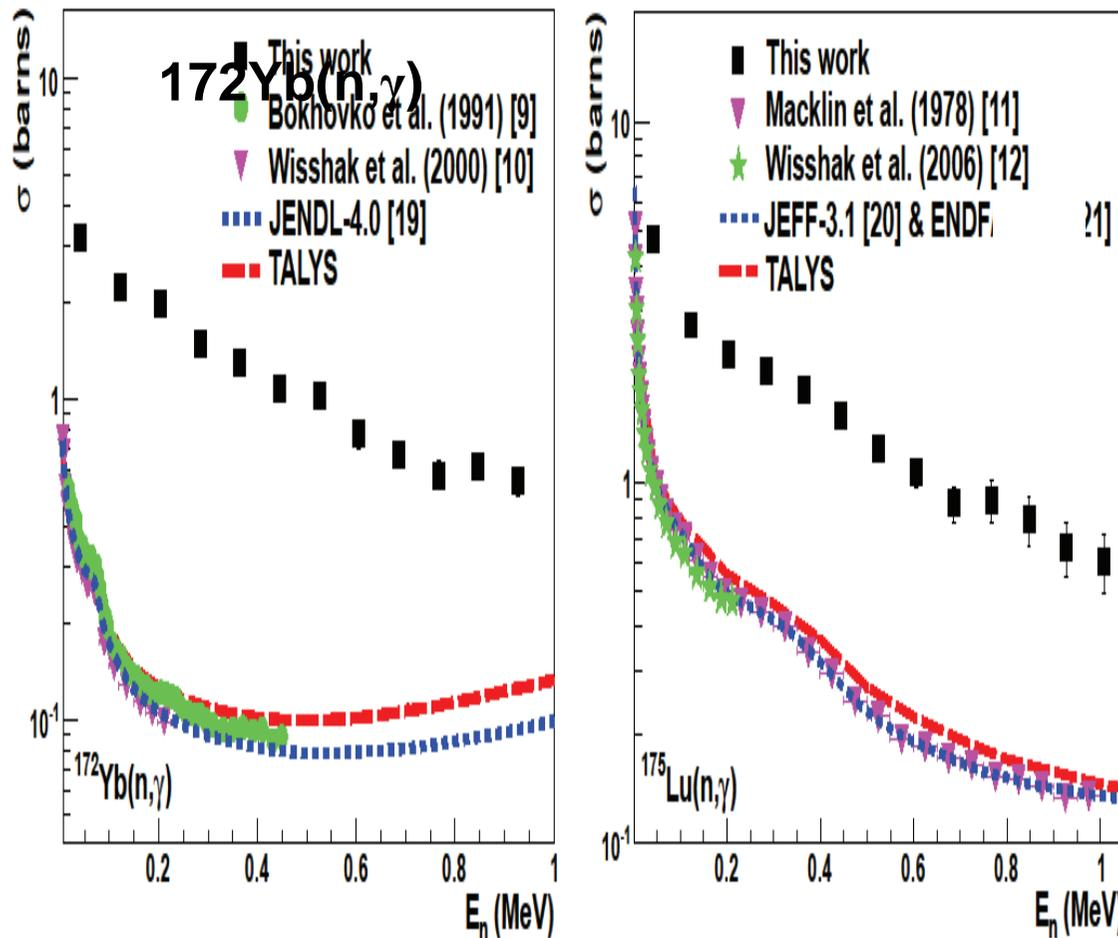 σ (barns)
10
1
10-1
This work
172Yb(n,γ)
Bokhovko et al. (1991) [9]
Wisshak et al. (2000) [10]
JENDL-4.0 [19]
TALYS
172Yb(n,γ)
0.2 0.4 0.6 0.8 1
En (MeV)
σ (barns)
10
1
10-1
This work
Macklin et al. (1978) [11]
Wisshak et al. (2006) [12]
JEFF-3.1 [20] & ENDF 21]
TALYS
175Lu(n,γ)
0.2 0.4 0.6 0.8 1
En (MeV)